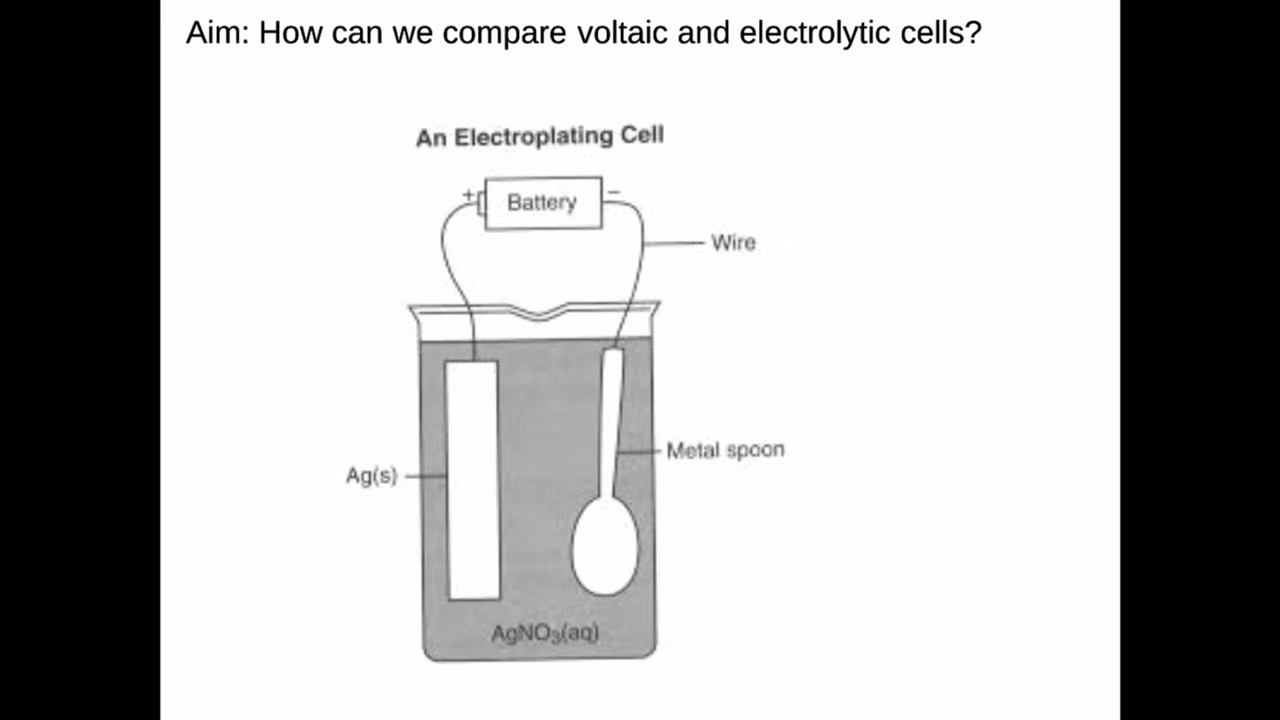 Aim: How can we compare voltaic and electrolytic cells?
An Electroplating Cell
+ Battery −
Wire
Metal spoon
Ag(s)
AgNO₃(aq)